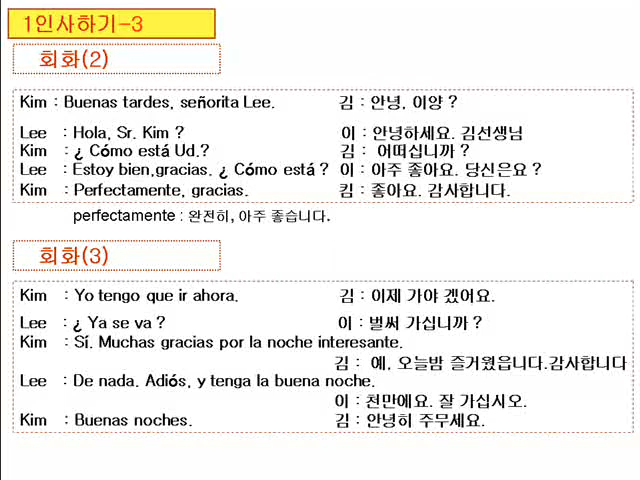 1인사하기-3
회화(2)
Kim : Buenas tardes, señorita Lee. 김 : 안녕, 이양 ?
Lee : Hola, Sr. Kim ? 이 : 안녕하세요. 김선생님
Kim : ¿ Cómo está Ud.? 김 : 어떠십니까 ?
Lee : Estoy bien,gracias. ¿ Cómo está ? 이 : 아주 좋아요. 당신은요 ?
Kim : Perfectamente, gracias. 킴 : 좋아요. 감사합니다.
perfectamente : 완전히, 아주 좋습니다.
회화(3)
Kim : Yo tengo que ir ahora. 김 : 이제 가야 겠어요.
Lee : ¿ Ya se va ? 이 : 벌써 가십니까 ?
Kim : Sí. Muchas gracias por la noche interesante.
김 : 예, 오늘밤 즐거웠읍니다.감사합니다
Lee : De nada. Adiós, y tenga la buena noche.
이 : 천만에요. 잘 가십시오.
Kim : Buenas noches. 김 : 안녕히 주무세요.